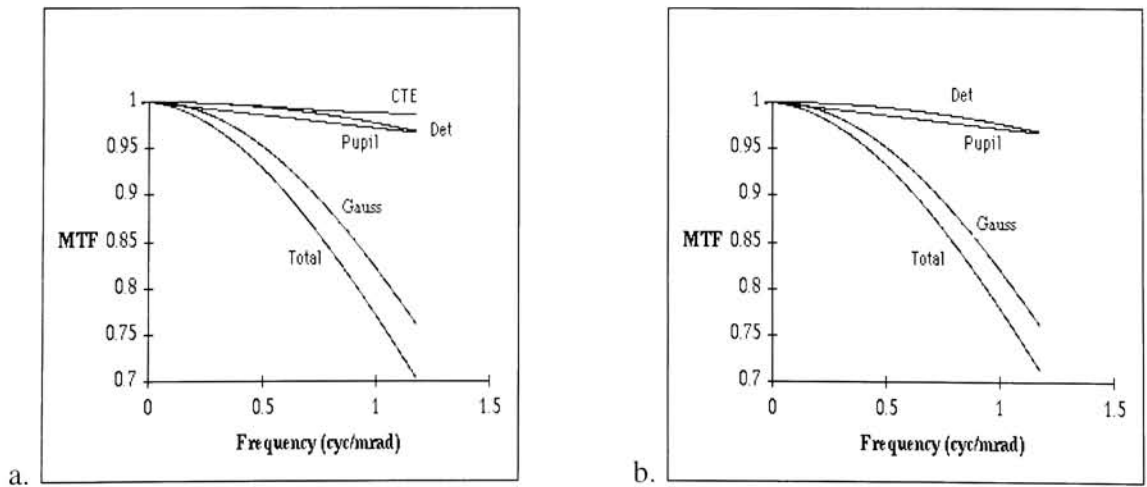 1
0.95
0.9
0.85
0.8
0.75
0.7
MTF
CTE
Det
Pupil
Gauss
Total
0
0.5
1
1.5
Frequency (cyc/mrad)
a.
1
0.95
0.9
0.85
0.8
0.75
0.7
MTF
Det
Pupil
Gauss
Total
0
0.5
1
1.5
Frequency (cyc/mrad)
b.